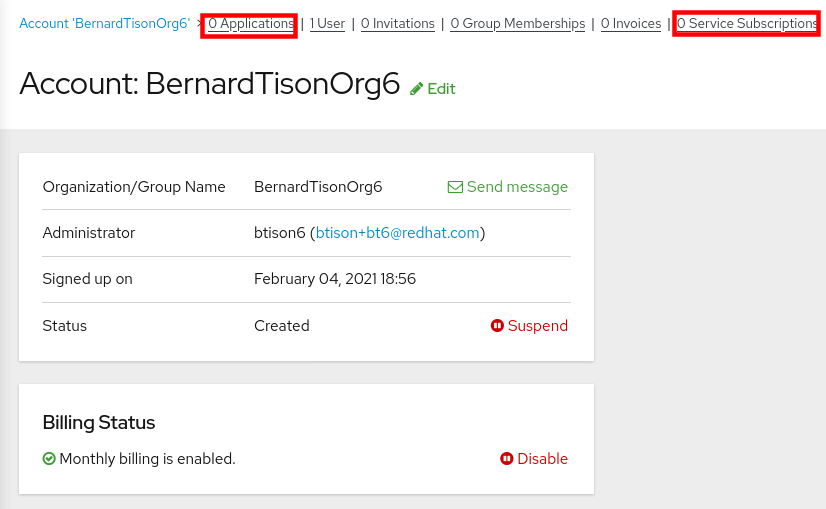 Account 'BernardTisonOrg6' › 0 Applications | 1 User | 0 Invitations | 0 Group Memberships | 0 Invoices | 0 Service Subscriptions
Account: BernardTisonOrg6 Edit
Organization/Group Name BernardTisonOrg6 Send message
Administrator btison6 (btison+bt6@redhat.com)
Signed up on February 04, 2021 18:56
Status Created Suspend
Billing Status
Monthly billing is enabled. Disable